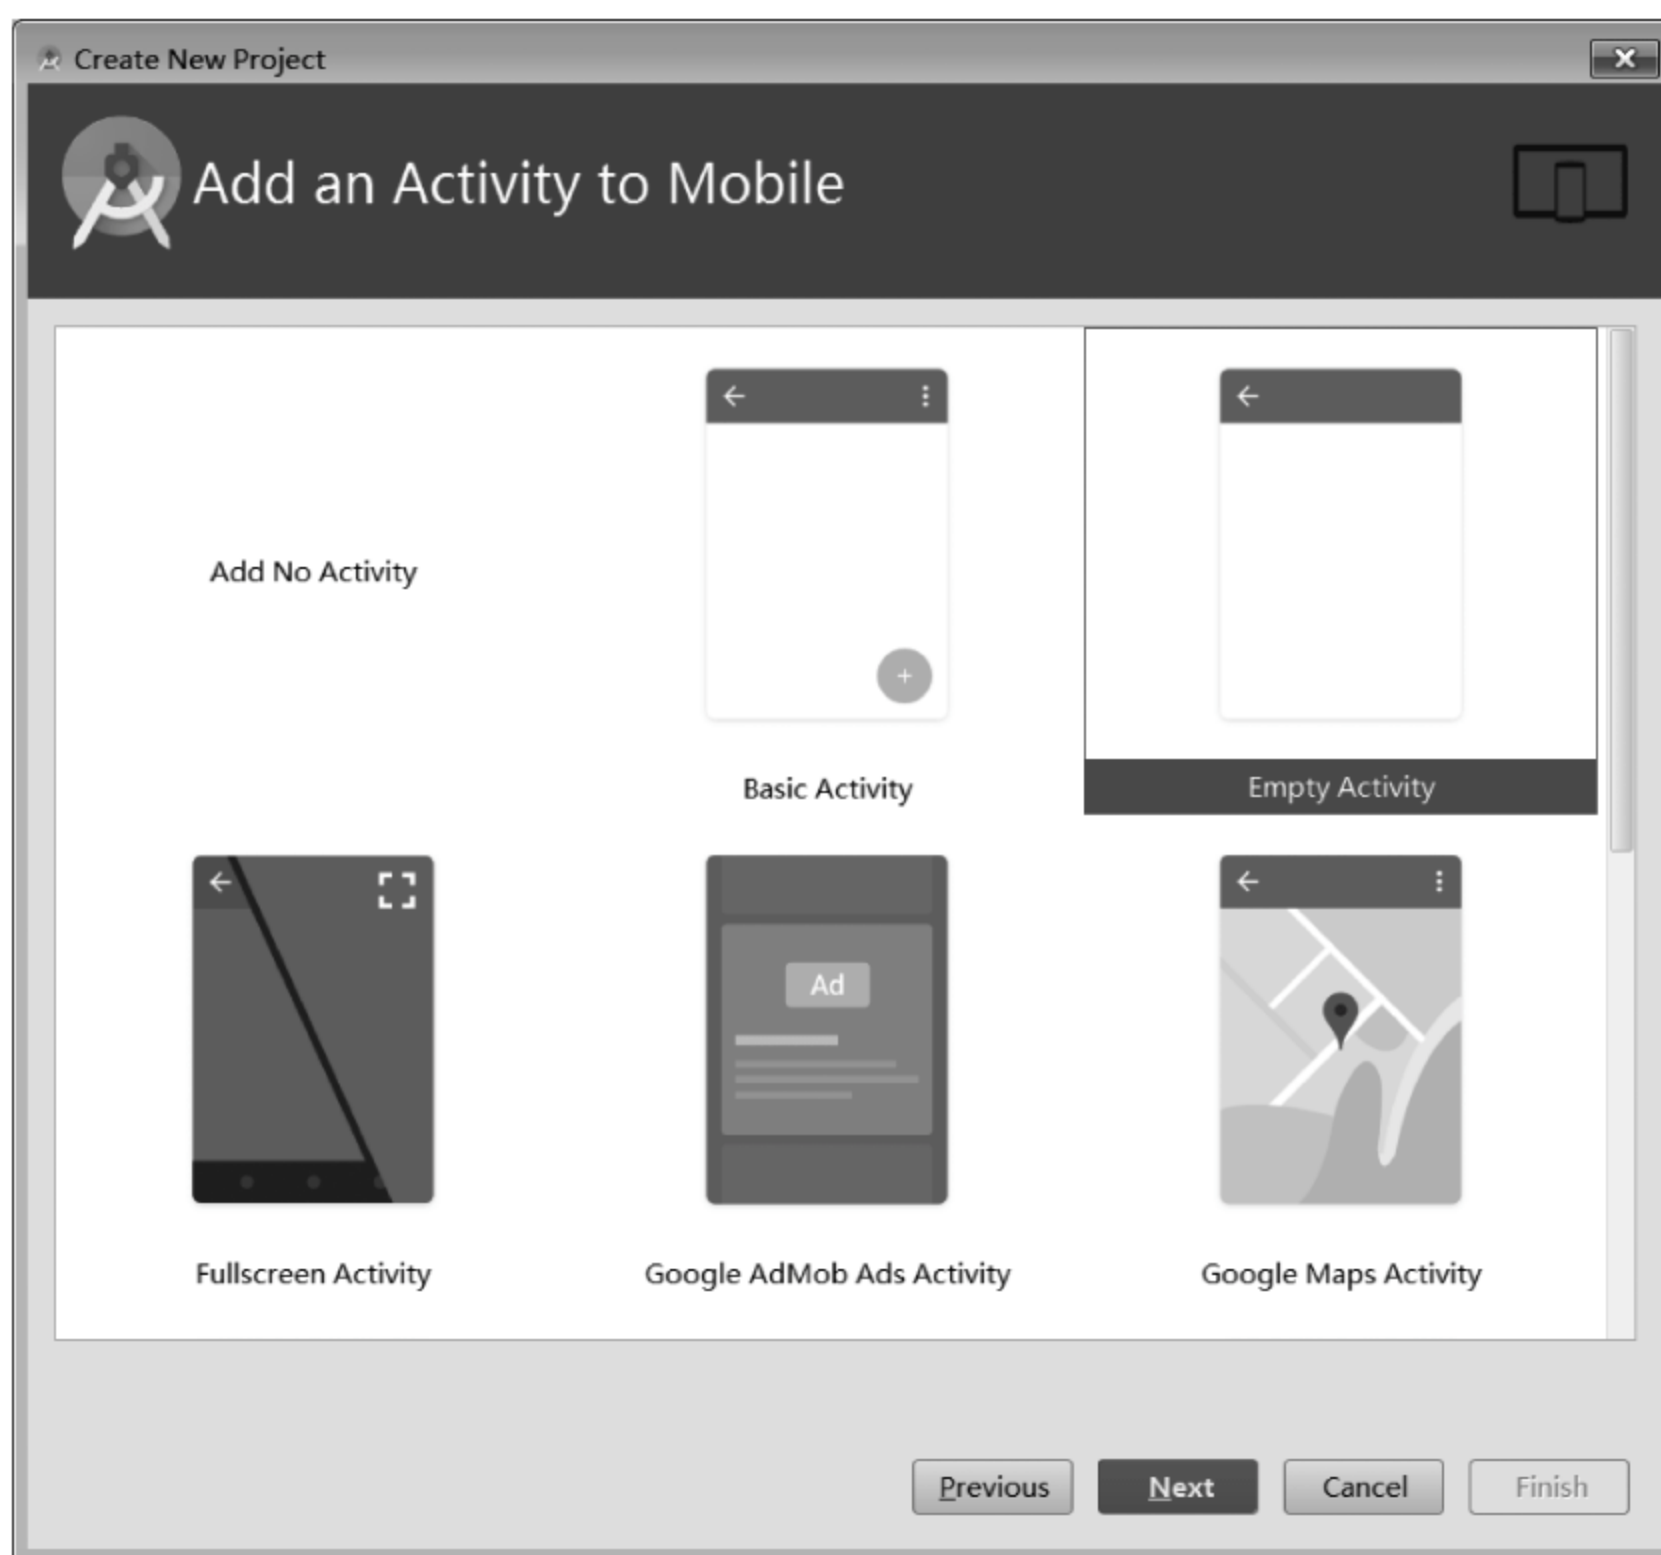 Create New Project
Add an Activity to Mobile
Add No Activity
Basic Activity
Empty Activity
Ad
Fullscreen Activity
Google AdMob Ads Activity
Google Maps Activity
Previous
Next
Cancel
Finish